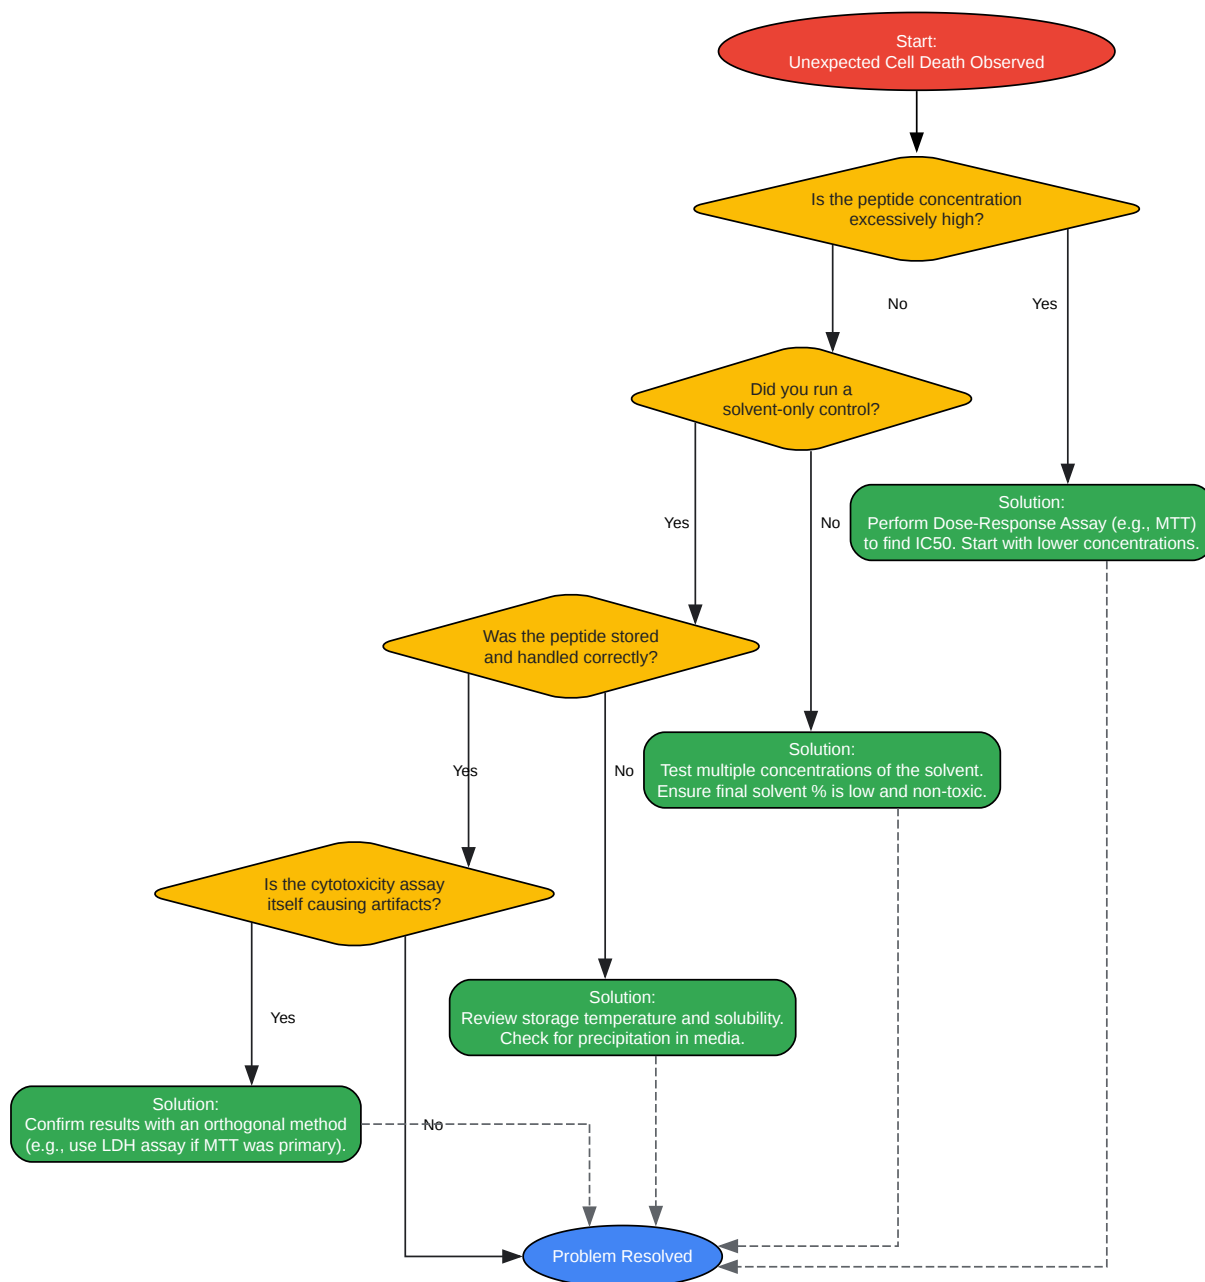 Start:
Unexpected Cell Death Observed
Is the peptide concentration
excessively high?
No
Yes
Did you run a
solvent-only control?
Yes
No
Solution:
Perform Dose-Response Assay (e.g., MTT)
to find IC50. Start with lower concentrations.
Was the peptide stored
and handled correctly?
Yes
No
Solution:
Test multiple concentrations of the solvent.
Ensure final solvent % is low and non-toxic.
Is the cytotoxicity assay
itself causing artifacts?
Yes
No
Solution:
Review storage temperature and solubility.
Check for precipitation in media.
Solution:
Confirm results with an orthogonal method
(e.g., use LDH assay if MTT was primary).
Problem Resolved